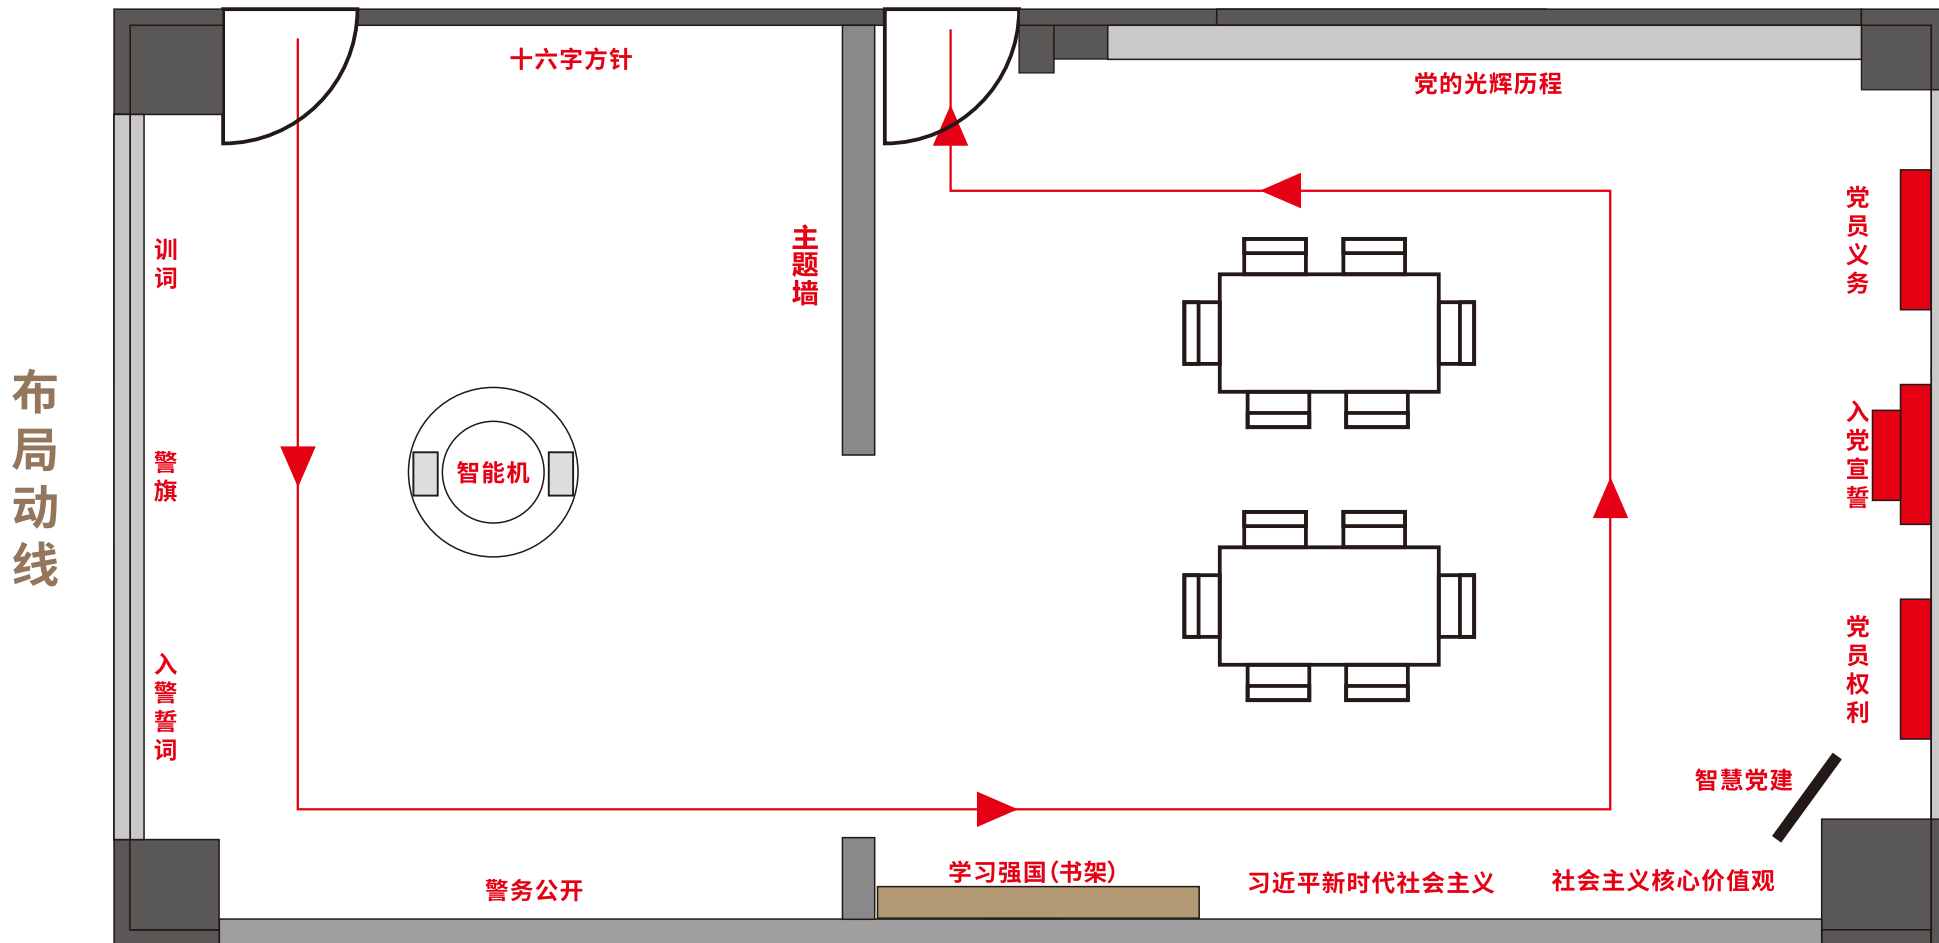 布局动线
十六字方针
党的光辉历程
训词
警旗
入警誓词
主题墙
智能机
党员义务
入党宣誓
党员权利
智慧党建
警务公开
学习强国(书架)
习近平新时代社会主义
社会主义核心价值观